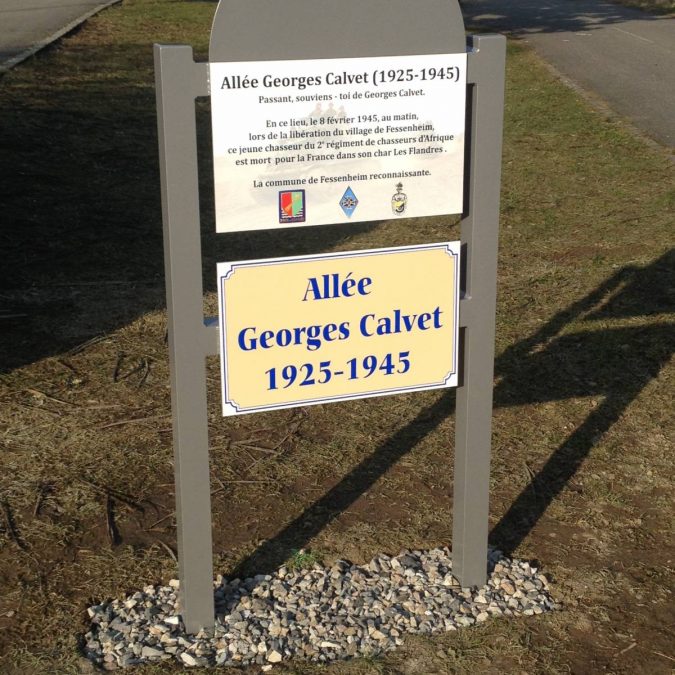 Allée Georges Calvet (1925-1945)
Passant, souviens - toi de Georges Calvet.
En ce lieu, le 8 février 1945, au matin,
lors de la libération du village de Fessenheim,
ce jeune chasseur du 2e régiment de chasseurs d'Afrique
est mort pour la France dans son char Les Flandres .
La commune de Fessenheim reconnaissante.
Allée
Georges Calvet
1925-1945